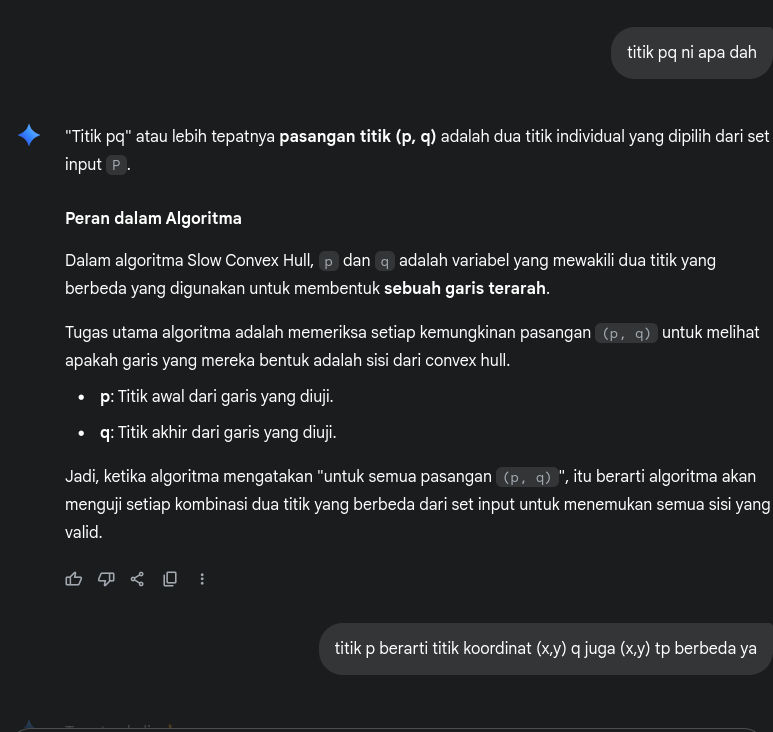 titik pq ni apa dah
"Titik pq" atau lebih tepatnya pasangan titik (p, q) adalah dua titik individual yang dipilih dari set
input P.
Peran dalam Algoritma
Dalam algoritma Slow Convex Hull, p dan q adalah variabel yang mewakili dua titik yang
berbeda yang digunakan untuk membentuk sebuah garis terarah.
Tugas utama algoritma adalah memeriksa setiap kemungkinan pasangan (p, q) untuk melihat
apakah garis yang mereka bentuk adalah sisi dari convex hull.
• p: Titik awal dari garis yang diuji.
• q: Titik akhir dari garis yang diuji.
Jadi, ketika algoritma mengatakan "untuk semua pasangan (p, q)", itu berarti algoritma akan
menguji setiap kombinasi dua titik yang berbeda dari set input untuk menemukan semua sisi yang
valid.
titik p berarti titik koordinat (x,y) q juga (x,y) tp berbeda ya